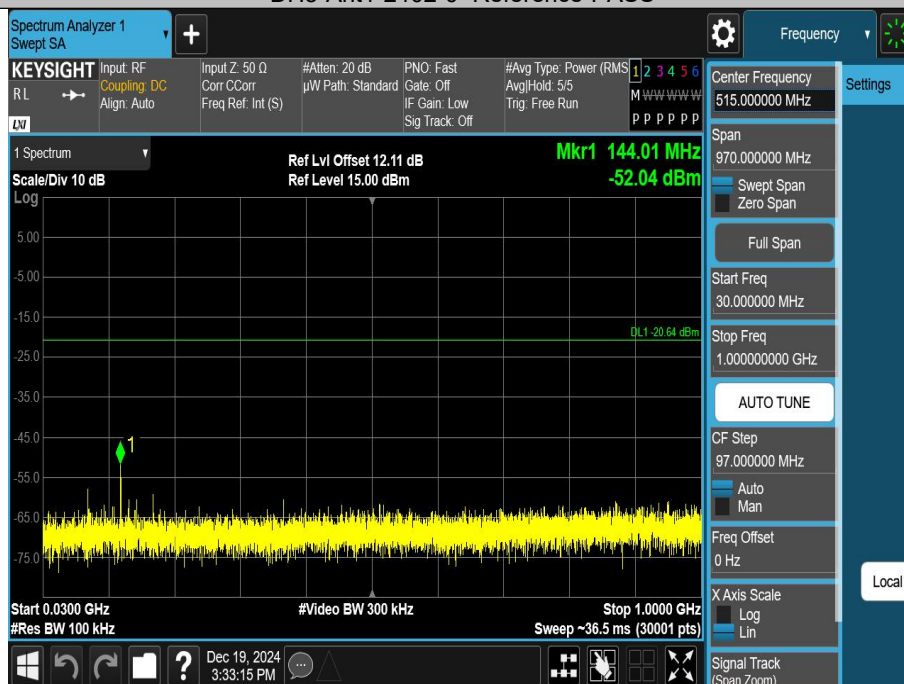 Spectrum Analyzer 1
Swept SA
Frequency
Settings
KEYSIGHT
RL
LXI
Input: RF
Coupling: DC
Align: Auto
Input Z: 50 Ω
Corr CCorr
Freq Ref: Int (S)
#Atten: 20 dB
µW Path: Standard
PNO: Fast
Gate: Off
IF Gain: Low
Sig Track: Off
#Avg Type: Power (RMS
Avg|Hold: 5/5
Trig: Free Run
1 2 3 4 5 6
M W W W W W
P P P P P P
1 Spectrum
Scale/Div 10 dB
Log
Ref Lvl Offset 12.11 dB
Ref Level 15.00 dBm
Mkr1 144.01 MHz
-52.04 dBm
5.00
-5.00
-15.0
DL1 -20.64 dBm
-25.0
-35.0
-45.0
1
-55.0
-65.0
-75.0
Start 0.0300 GHz
#Res BW 100 kHz
#Video BW 300 kHz
Stop 1.0000 GHz
Sweep ~36.5 ms (30001 pts)
Center Frequency
515.000000 MHz
Span
970.000000 MHz
Swept Span
Zero Span
Full Span
Start Freq
30.000000 MHz
Stop Freq
1.000000000 GHz
AUTO TUNE
CF Step
97.000000 MHz
Auto
Man
Freq Offset
0 Hz
X Axis Scale
Log
Lin
Signal Track
(Span Zoom)
Local
?
Dec 19, 2024
3:33:15 PM